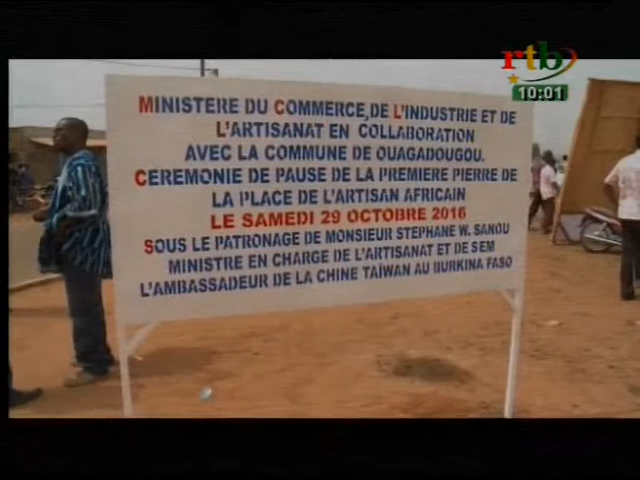 rtb
10:01
MINISTERE DU COMMERCE, DE L'INDUSTRIE ET DE
L'ARTISANAT EN COLLABORATION
AVEC LA COMMUNE DE OUAGADOUGOU.
CEREMONIE DE PAUSE DE LA PREMIERE PIERRE DE
LA PLACE DE L'ARTISAN AFRICAIN
LE SAMEDI 29 OCTOBRE 2016
SOUS LE PATRONAGE DE MONSIEUR STEPHANE W. SANOU
MINISTRE EN CHARGE DE L'ARTISANAT ET DE SEM
L'AMBASSADEUR DE LA CHINE TAÏWAN AU BURKINA FASO